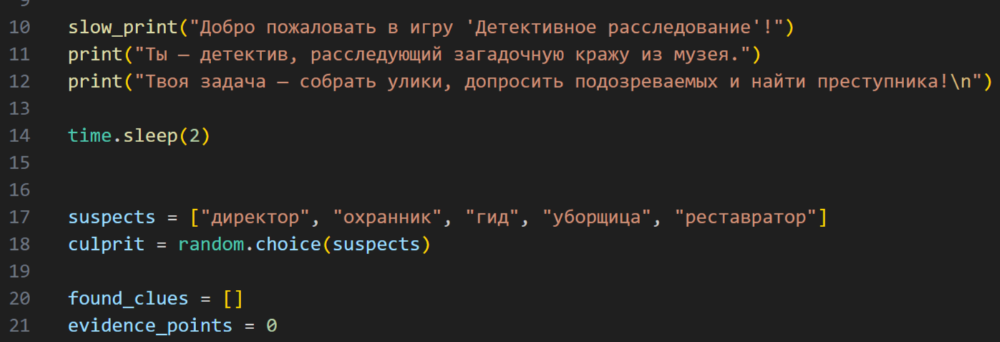 10 slow_print("Добро пожаловать в игру 'Детективное расследование'!")
11 print("Ты — детектив, расследующий загадочную кражу из музея.")
12 print("Твоя задача — собрать улики, допросить подозреваемых и найти преступника!\n")
13
14 time.sleep(2)
15
16
17 suspects = ["директор", "охранник", "гид", "уборщица", "реставратор"]
18 culprit = random.choice(suspects)
19
20 found_clues = []
21 evidence_points = 0